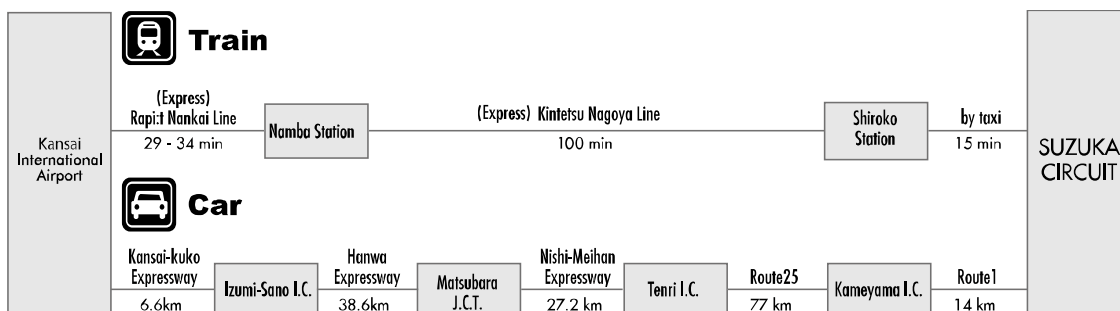 Train
Kansai
International
Airport
(Express)
Rapi:t Nankai Line
29 - 34 min
Namba Station
(Express) Kintetsu Nagoya Line
100 min
Shiroko
Station
by taxi
15 min
SUZUKA
CIRCUIT
Car
Kansai-kuko
Expressway
6.6km
Izumi-Sano I.C.
Hanwa
Expressway
38.6km
Matsubara
J.C.T.
Nishi-Meihan
Expressway
27.2 km
Tenri I.C.
Route25
77 km
Kameyama I.C.
Route1
14 km